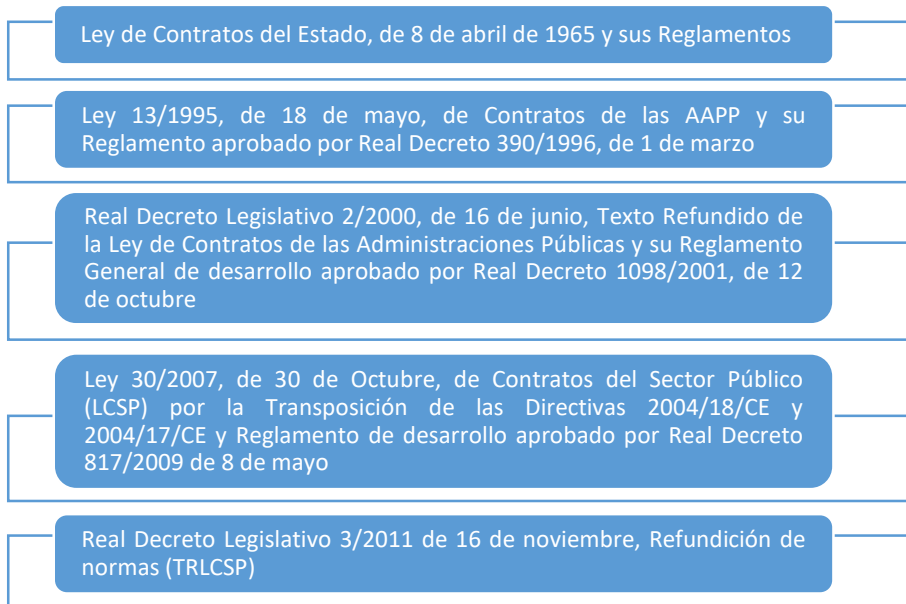 Ley de Contratos del Estado, de 8 de abril de 1965 y sus Reglamentos
Ley 13/1995, de 18 de mayo, de Contratos de las AAPP y su
Reglamento aprobado por Real Decreto 390/1996, de 1 de marzo
Real Decreto Legislativo 2/2000, de 16 de junio, Texto Refundido de
la Ley de Contratos de las Administraciones Públicas y su Reglamento
General de desarrollo aprobado por Real Decreto 1098/2001, de 12
de octubre
Ley 30/2007, de 30 de Octubre, de Contratos del Sector Público
(LCSP) por la Transposición de las Directivas 2004/18/CE y
2004/17/CE y Reglamento de desarrollo aprobado por Real Decreto
817/2009 de 8 de mayo
Real Decreto Legislativo 3/2011 de 16 de noviembre, Refundición de
normas (TRLCSP)